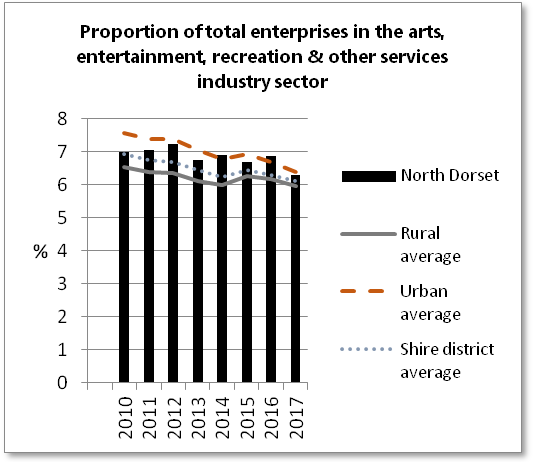 Proportion of total enterprises in the arts,
entertainment, recreation & other services
industry sector
8
7
6
5
% 4
3
2
1
0
2010 2011 2012 2013 2014 2015 2016 2017
North Dorset
Rural
average
Urban
average
Shire district
average